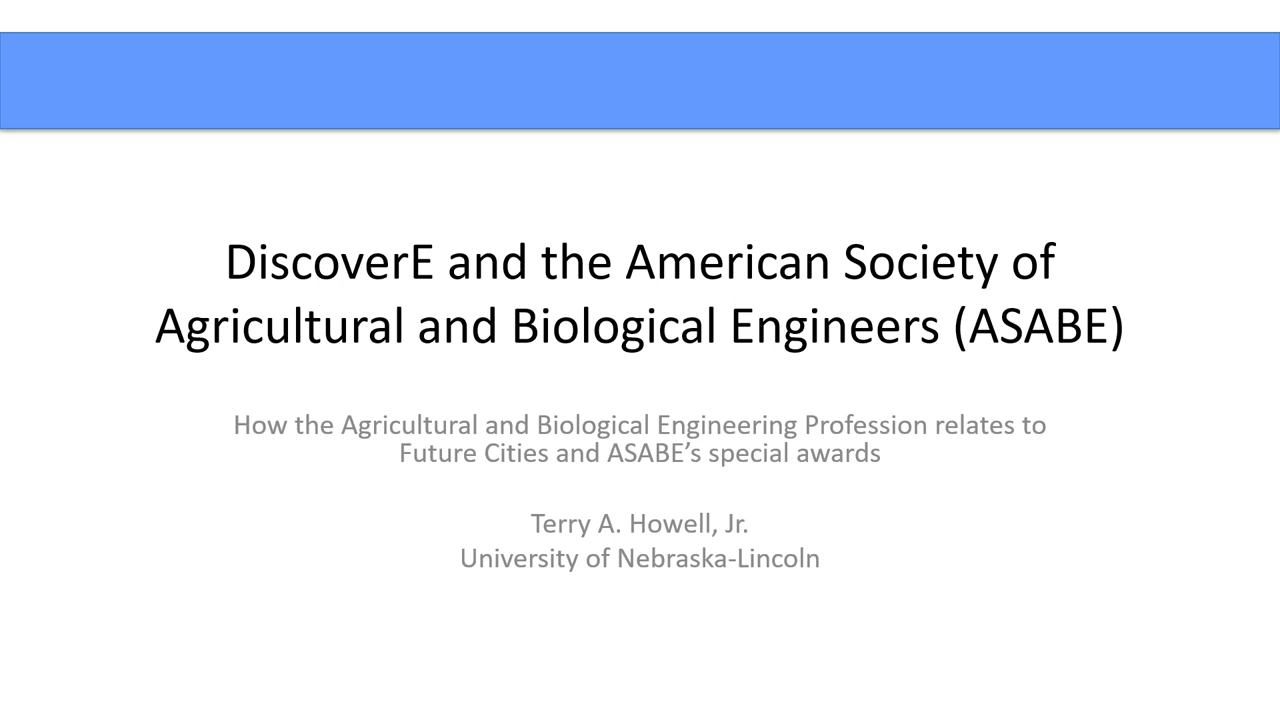 DiscoverE and the American Society of
Agricultural and Biological Engineers (ASABE)
How the Agricultural and Biological Engineering Profession relates to
Future Cities and ASABE’s special awards
Terry A. Howell, Jr.
University of Nebraska-Lincoln